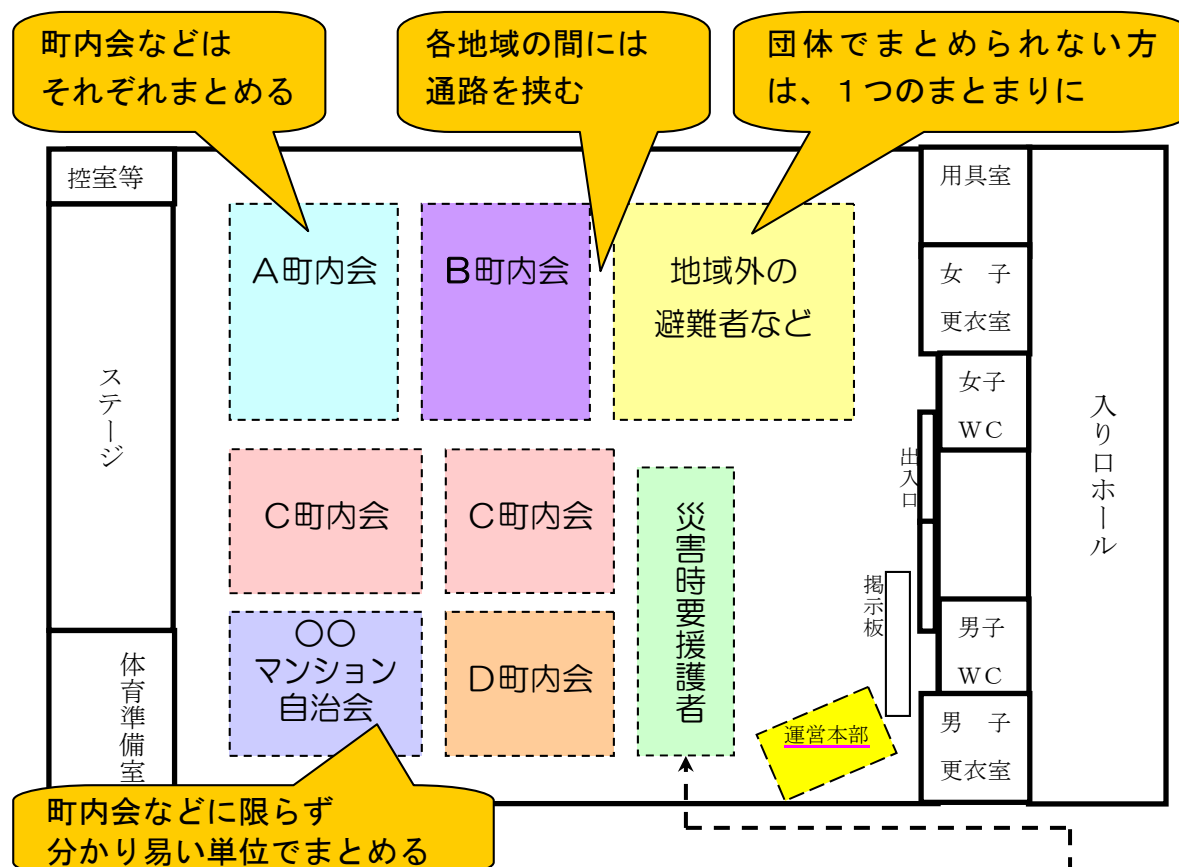 町内会などは
それぞれまとめる
各地域の間には
通路を挟む
団体でまとめられない方
は、１つのまとまりに
控室等
用具室
Ａ町内会
Ｂ町内会
地域外の
避難者など
女　子
更衣室
ステージ
女子
ＷＣ
入り口ホール
出入口
Ｃ町内会
Ｃ町内会
災害時要援護者
掲示板
〇〇
マンション
自治会
Ｄ町内会
男子
ＷＣ
体育準備室
運営本部
男　子
更衣室
町内会などに限らず
分かり易い単位でまとめる